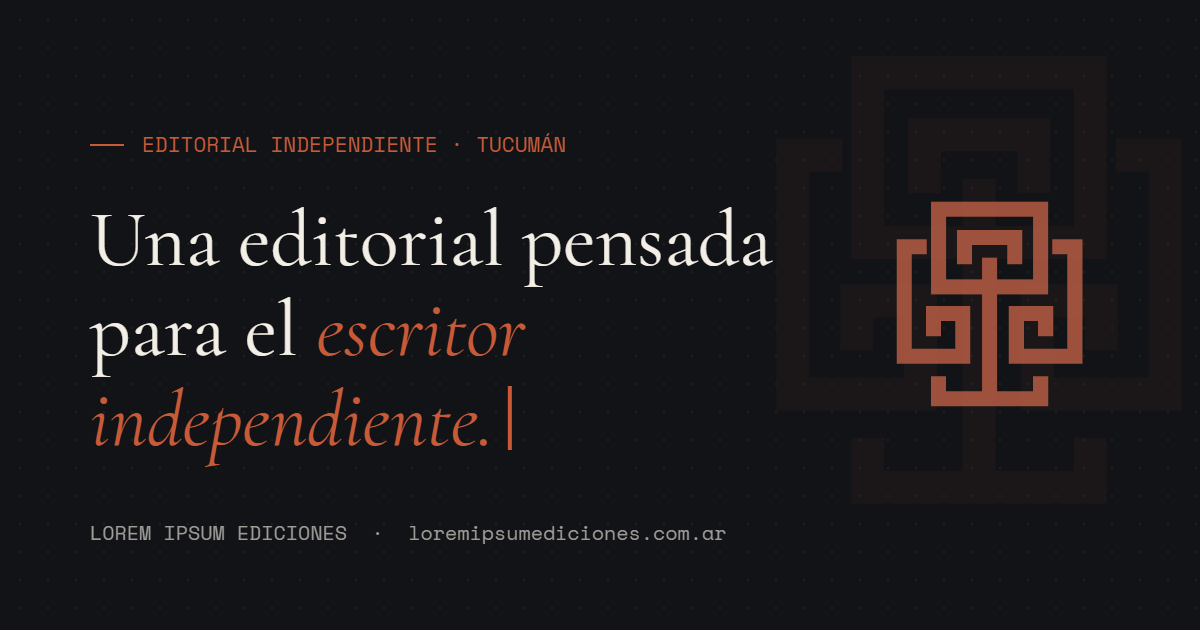 EDITORIAL INDEPENDIENTE · TUCUMÁN
Una editorial pensada
para el escritor
independiente.
LOREM IPSUM EDICIONES · loremipsumediciones.com.ar